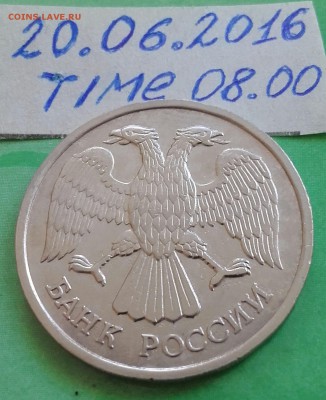 COINS.LAVE.RU
20.06.2016
TIMe 08.00
БАНК РОССИИ